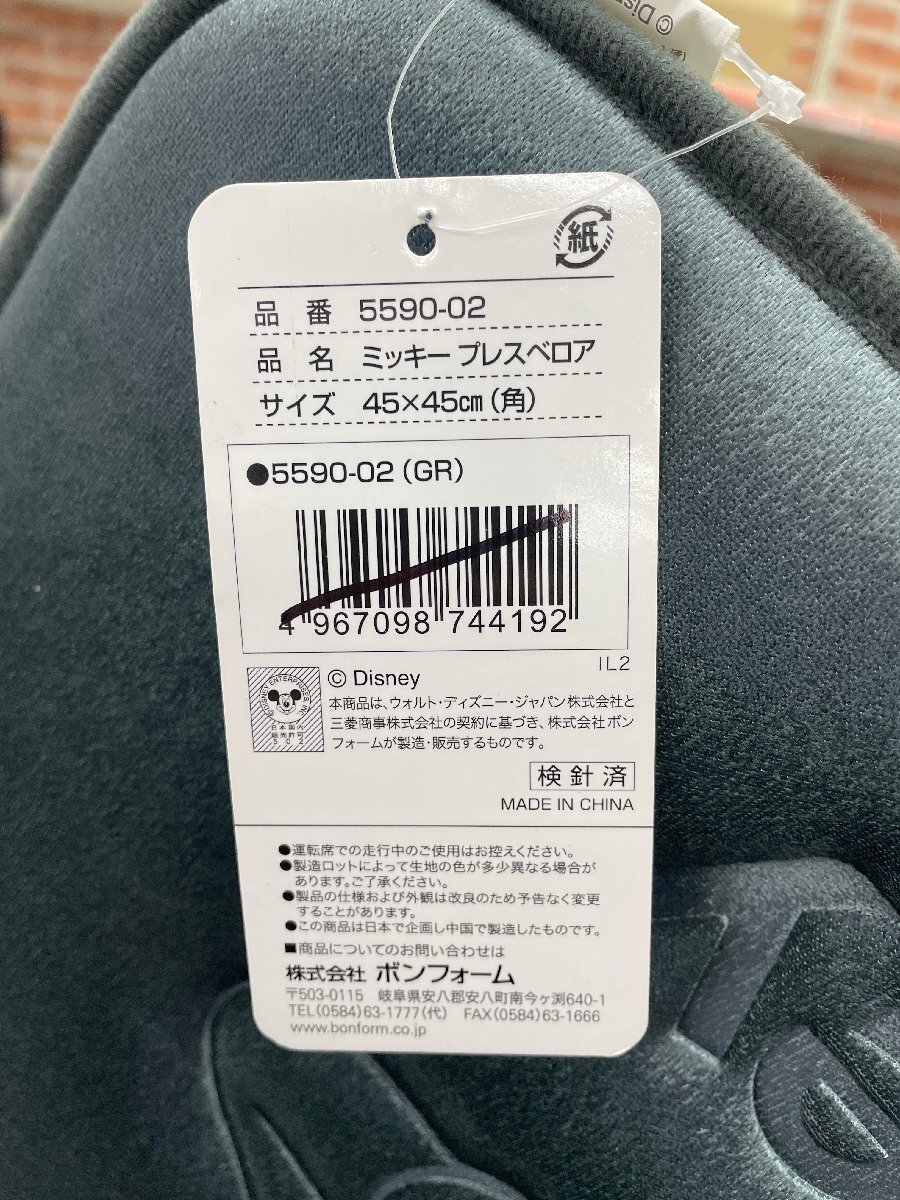 © Dis
紙
品 番 5590-02
品 名 ミッキー プレスベロア
サイズ 45×45㎝(角)
●5590-02(GR)
4 967098 744192
IL2
© DISNEY ENTERPRISES, INC.
日本国内
販売許可
502
© Disney
本商品は、ウォルト・ディズニー・ジャパン株式会社と
三菱商事株式会社の契約に基づき、株式会社ボン
フォームが製造・販売するものです。
検針済
MADE IN CHINA
●運転席での走行中のご使用はお控えください。
●製造ロットによって生地の色が多少異なる場合が
あります。ご了承ください。
●製品の仕様および外観は改良のため予告なく変更
することがあります。
●この商品は日本で企画し中国で製造したものです。
■商品についてのお問い合わせは
株式会社 ボンフォーム
〒503-0115 岐阜県安八郡安八町南今ヶ渕640-1
TEL(0584)63-1777(代) FAX(0584)63-1666
www.bonform.co.jp